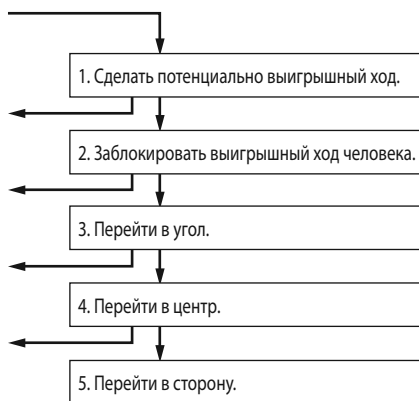 1. Сделать потенциально выигрышный ход.
2. Заблокировать выигрышный ход человека.
3. Перейти в угол.
4. Перейти в центр.
5. Перейти в сторону.